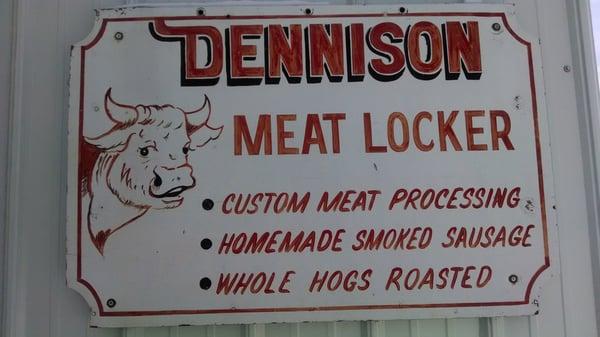 DENNISON
MEAT LOCKER
• CUSTOM MEAT PROCESSING
• HOMEMADE SMOKED SAUSAGE
• WHOLE HOGS ROASTED